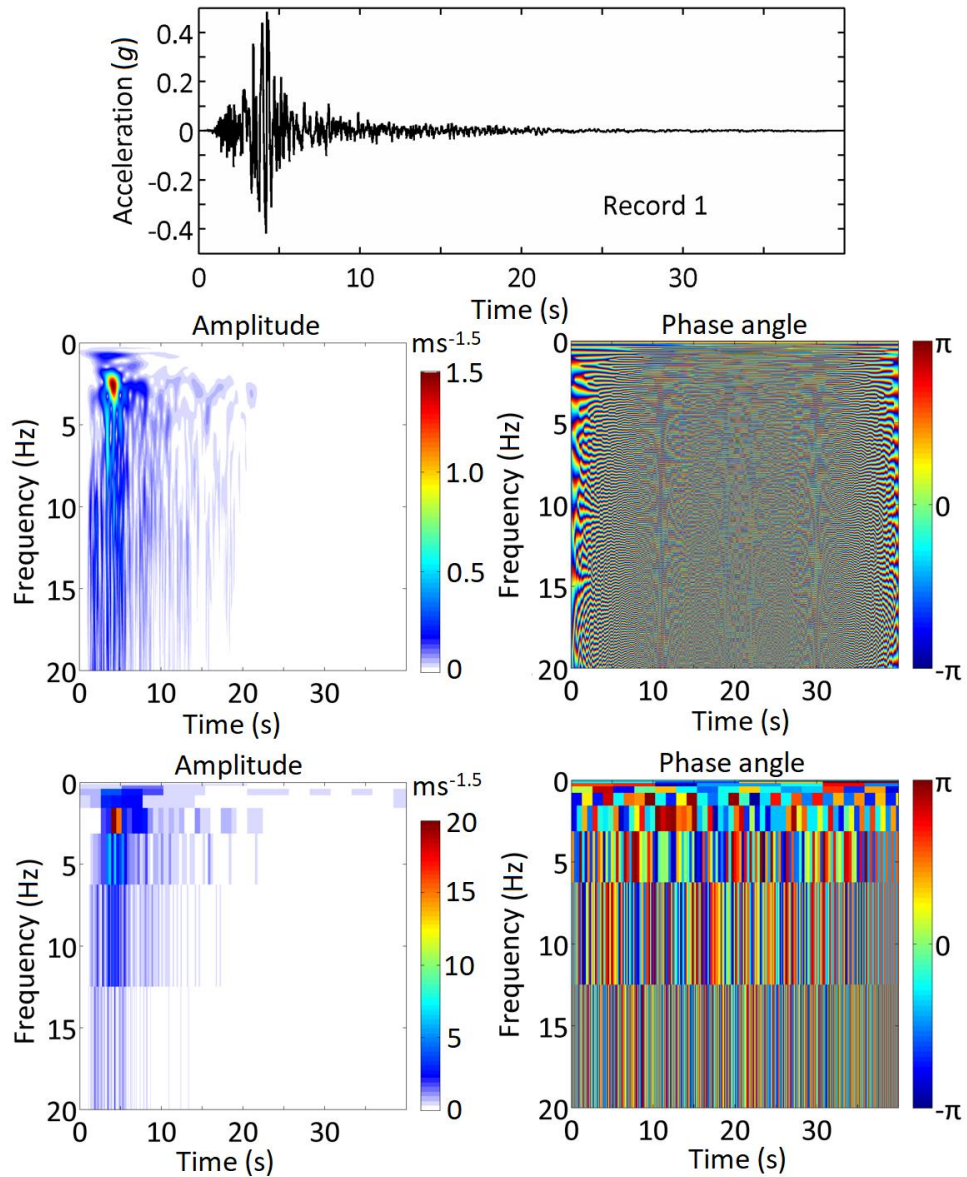 Acceleration (g)
0.4
0.2
0
-0.2
-0.4
Record 1
0 10 20 30
Time (s)
Amplitude
ms-1.5
Frequency (Hz)
0
5
10
15
20
0 10 20 30
Time (s)
1.5
1.0
0.5
0
Phase angle
Frequency (Hz)
0
5
10
15
20
0 10 20 30
Time (s)
π
0
-π
Amplitude
ms-1.5
Frequency (Hz)
0
5
10
15
20
0 10 20 30
Time (s)
20
15
10
5
0
Phase angle
Frequency (Hz)
0
5
10
15
20
0 10 20 30
Time (s)
π
0
-π